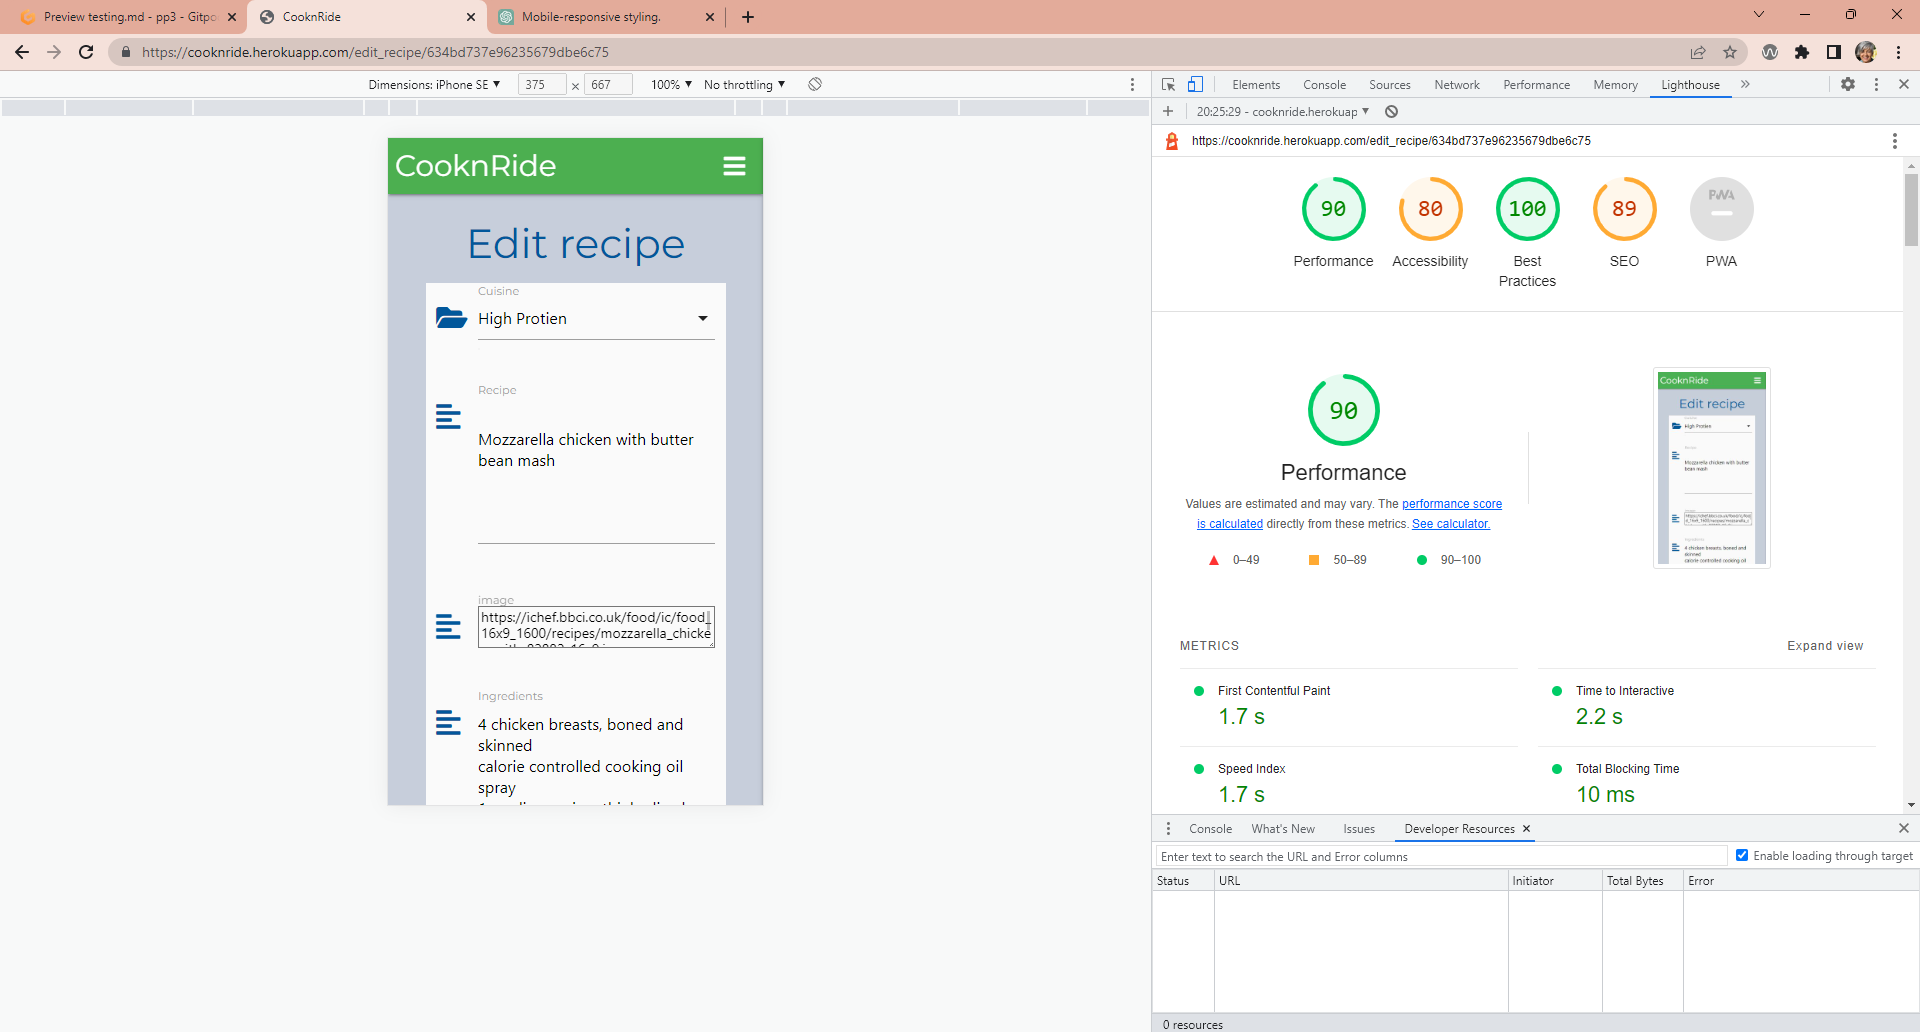 Preview testing.md - pp3 - Gitpo
CooknRide
Mobile-responsive styling.
https://cooknride.herokuapp.com/edit_recipe/634bd737e96235679dbe6c75
Dimensions: iPhone SE
375
x
667
100%
No throttling
CooknRide
Edit recipe
Cuisine
High Protien
Recipe
Mozzarella chicken with butter
bean mash
image
https://ichef.bbci.co.uk/food/ic/food_
16x9_1600/recipes/mozzarella_chicke
Ingredients
4 chicken breasts, boned and
skinned
calorie controlled cooking oil
spray
Elements
Console
Sources
Network
Performance
Memory
Lighthouse
20:25:29 - cooknride.herokuap
https://cooknride.herokuapp.com/edit_recipe/634bd737e96235679dbe6c75
90
80
100
89
PWA
Performance
Accessibility
Best
Practices
SEO
PWA
90
Performance
Values are estimated and may vary. The performance score
is calculated directly from these metrics. See calculator.
0–49
50–89
90–100
CooknRide
Edit recipe
High Protien
Mozzarella chicken with butter
bean mash
4 chicken breasts, boned and
skinned
calorie controlled cooking oil
METRICS
Expand view
First Contentful Paint
1.7 s
Time to Interactive
2.2 s
Speed Index
1.7 s
Total Blocking Time
10 ms
Console
What's New
Issues
Developer Resources
Enter text to search the URL and Error columns
Enable loading through target
Status
URL
Initiator
Total Bytes
Error
0 resources